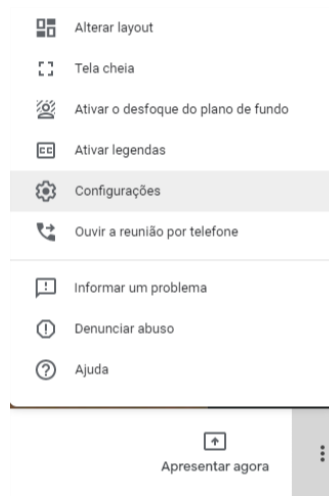 Alterar layout
Tela cheia
Ativar o desfoque do plano de fundo
CC
Ativar legendas
Configurações
Ouvir a reunião por telefone
Informar um problema
Denunciar abuso
Ajuda
Apresentar agora